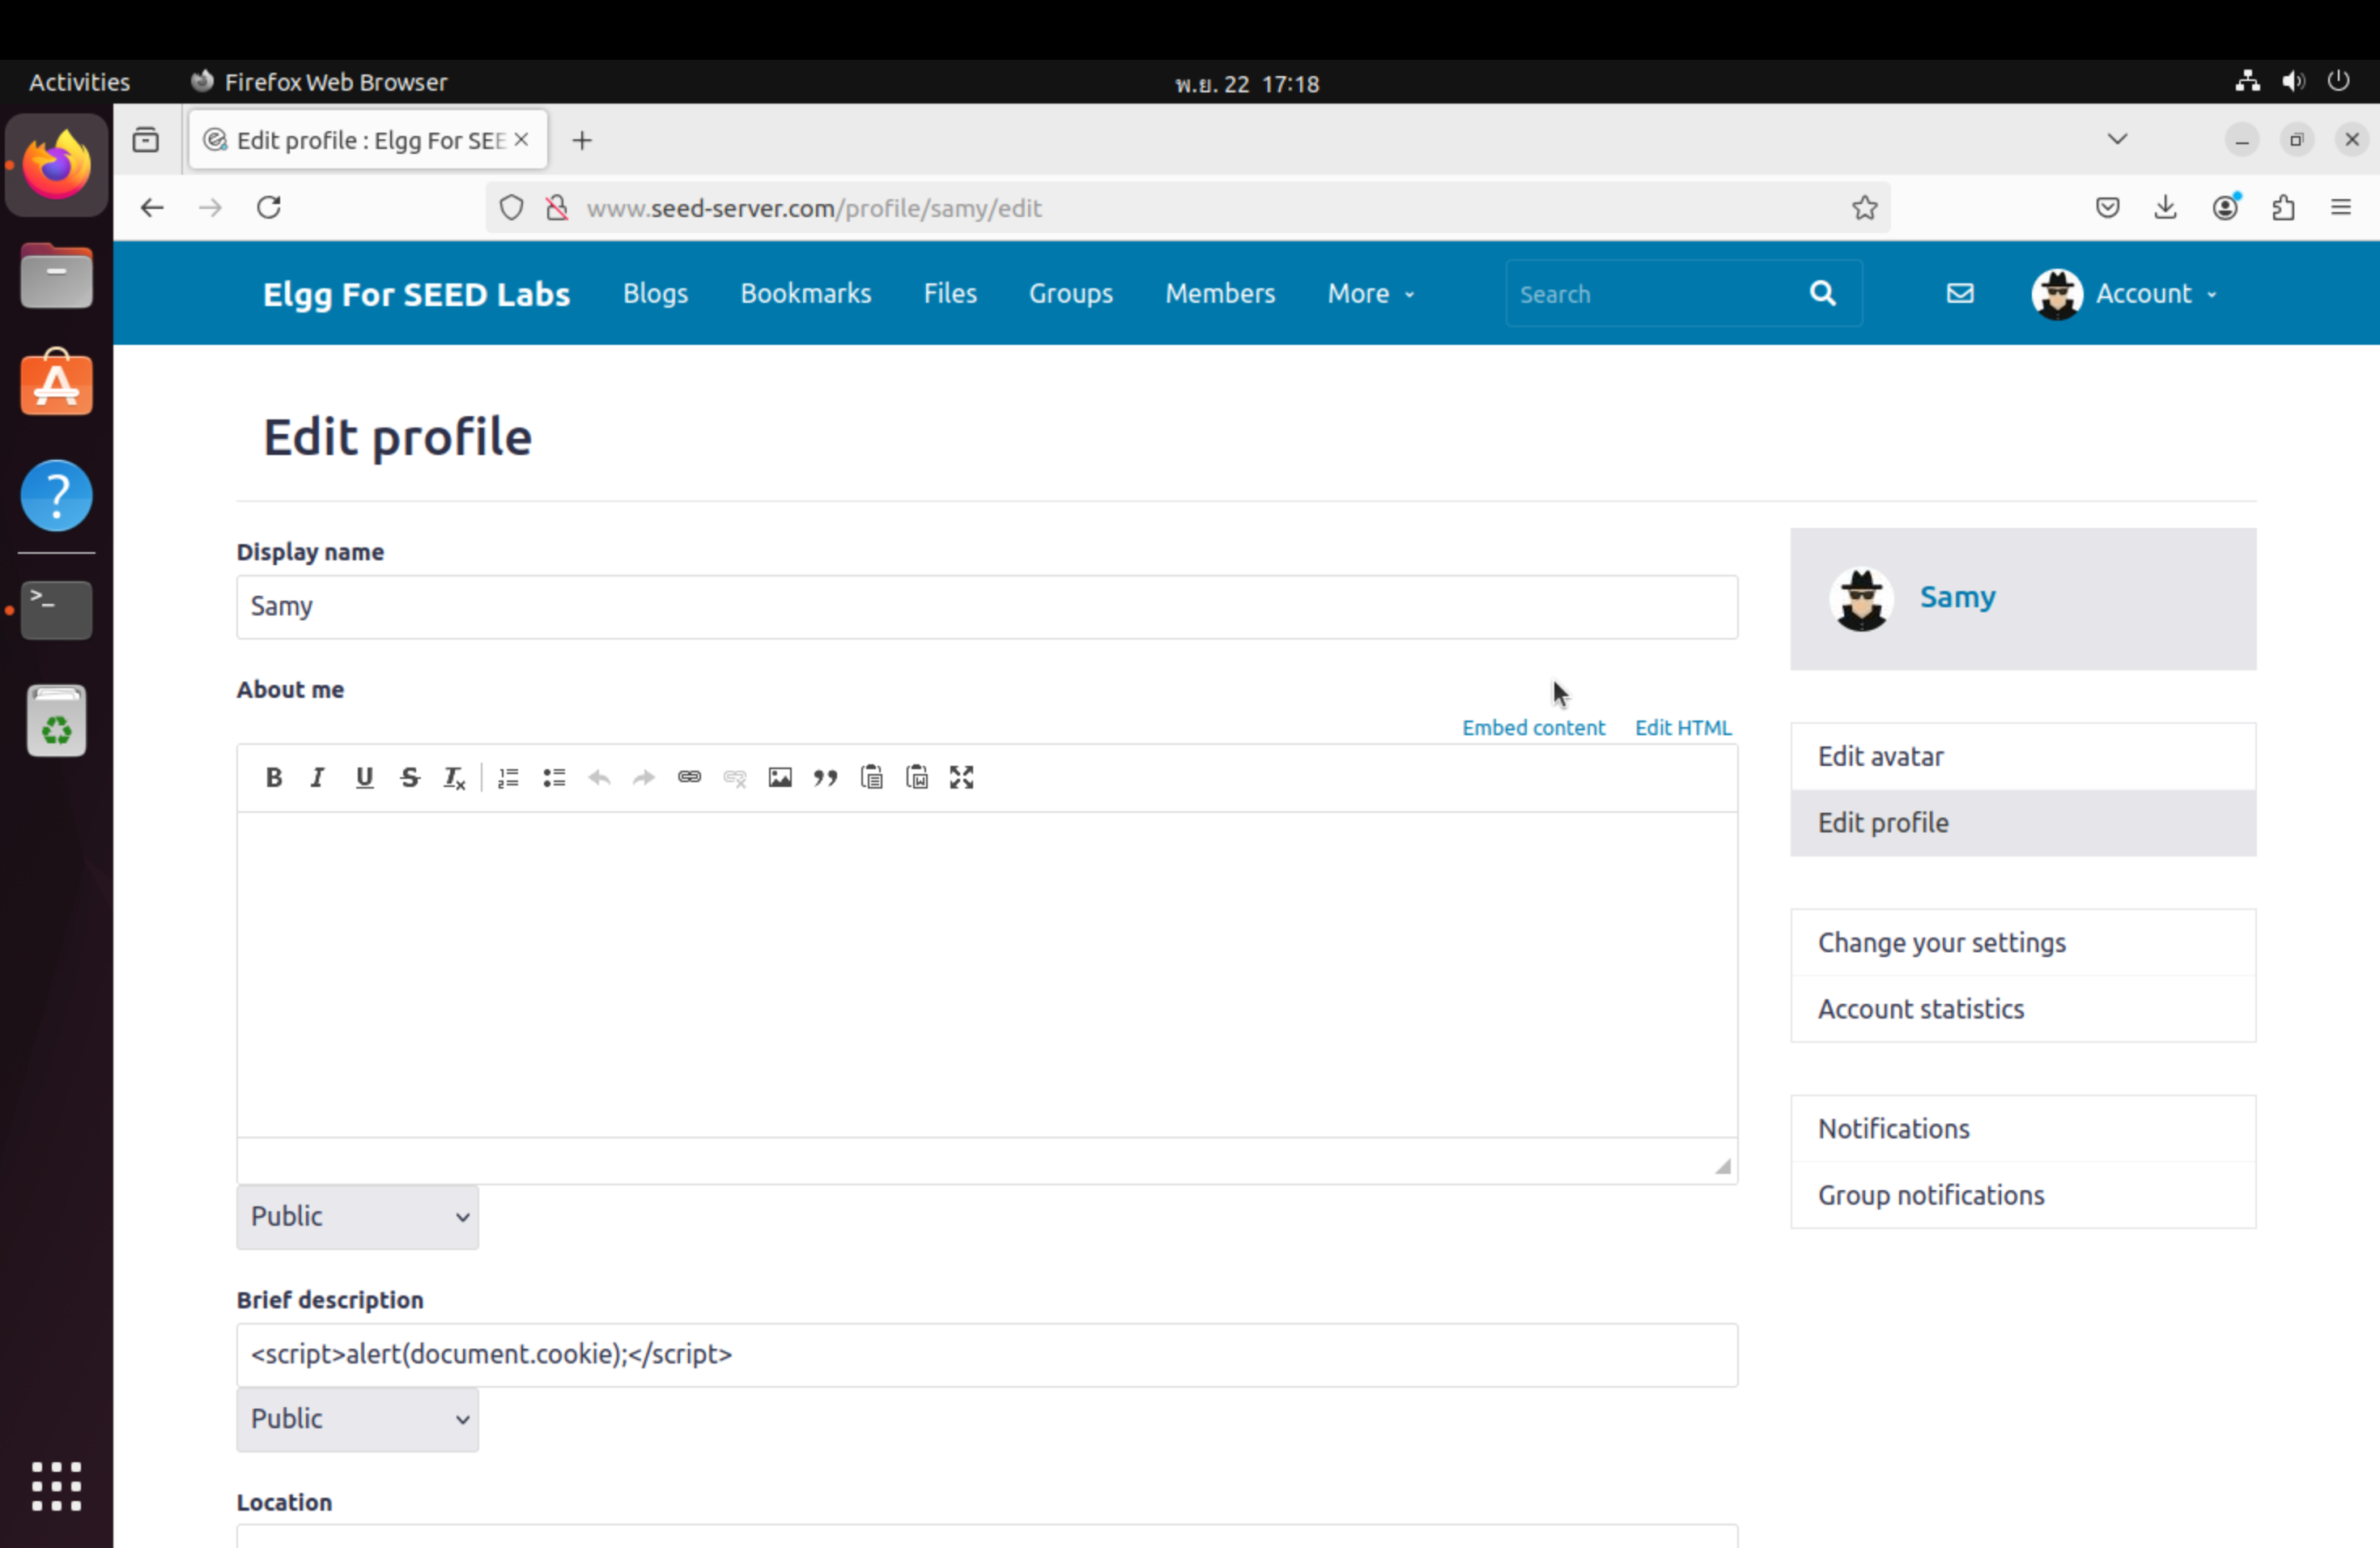 Activities Firefox Web Browser พ.ย. 22 17:18
Edit profile : Elgg For SEE
www.seed-server.com/profile/samy/edit
Elgg For SEED Labs Blogs Bookmarks Files Groups Members More Search Account
Edit profile
Display name
Samy
About me
Embed content Edit HTML
Public
Brief description
<script>alert(document.cookie);</script>
Public
Location
Samy
Edit avatar
Edit profile
Change your settings
Account statistics
Notifications
Group notifications